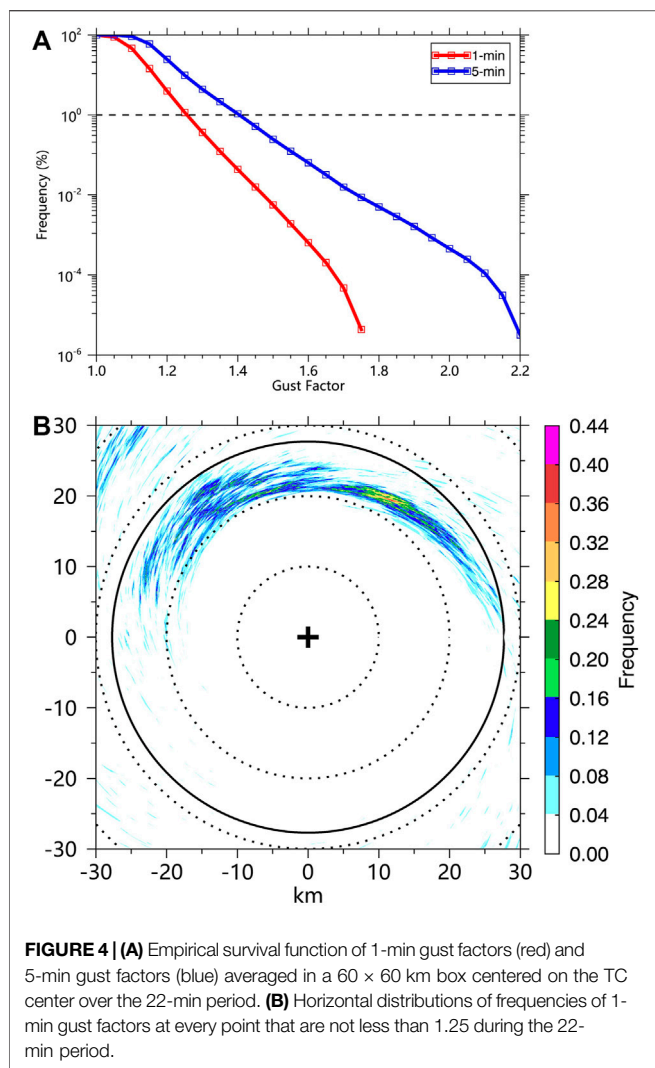 A
10²
10⁰
10⁻²
10⁻⁴
10⁻⁶
Frequency (%)
1-min
5-min
1.0 1.2 1.4 1.6 1.8 2.0 2.2
Gust Factor
B
30
20
10
0
-10
-20
-30
-30 -20 -10 0 10 20 30
km
0.44
0.40
0.36
0.32
0.28
0.24
0.20
0.16
0.12
0.08
0.04
0.00
Frequency
FIGURE 4 | (A) Empirical survival function of 1-min gust factors (red) and
5-min gust factors (blue) averaged in a 60 × 60 km box centered on the TC
center over the 22-min period. (B) Horizontal distributions of frequencies of 1-
min gust factors at every point that are not less than 1.25 during the 22-
min period.